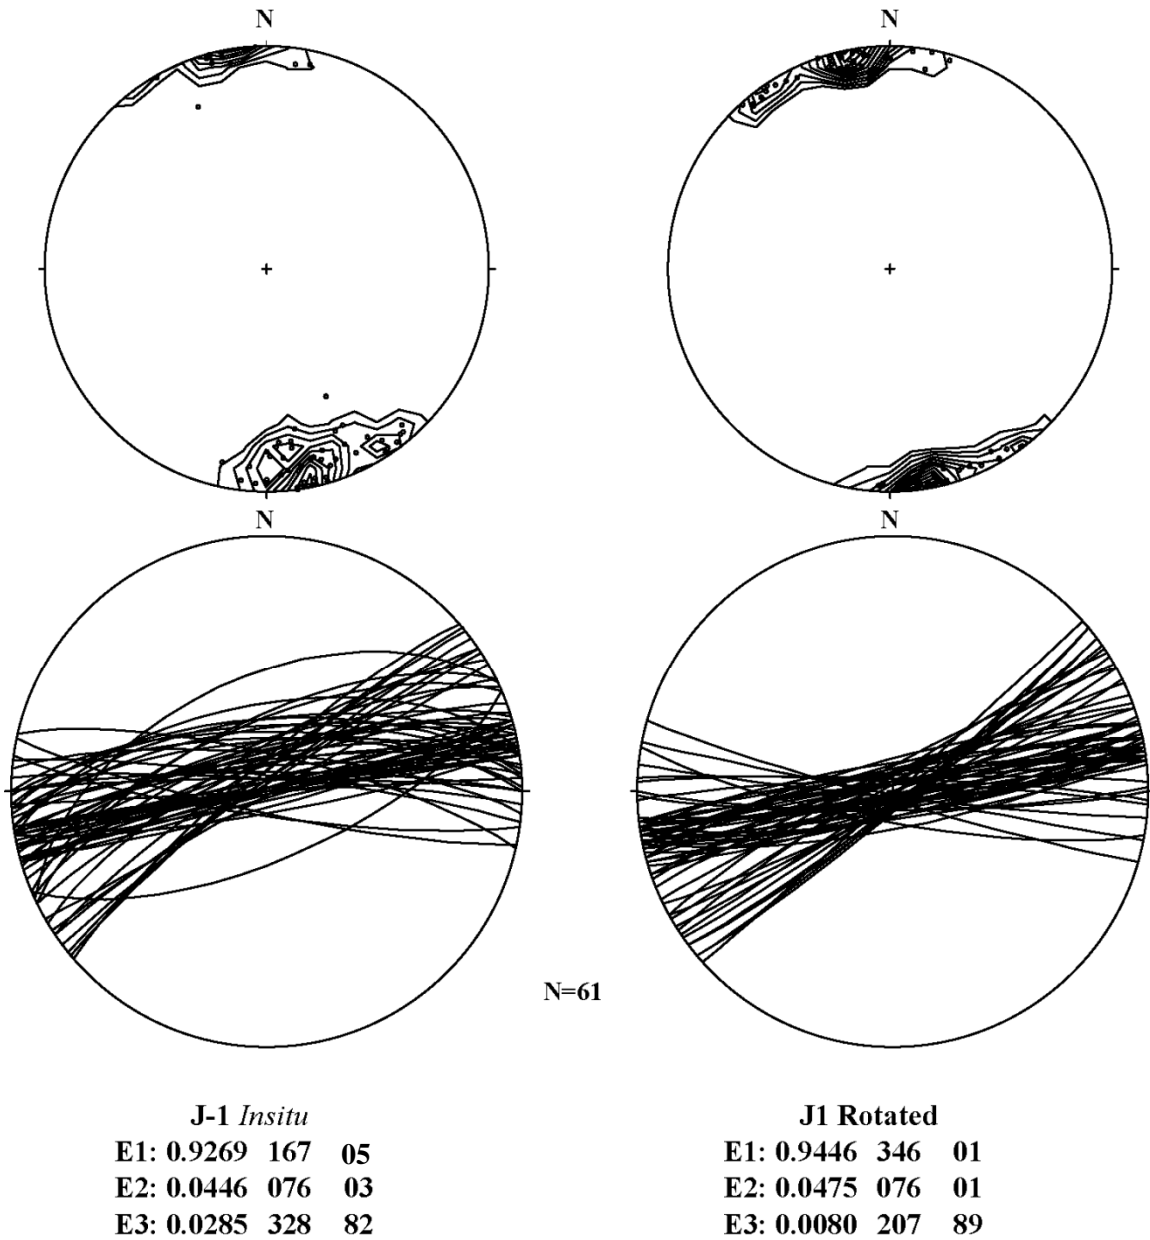 N
N
N
N
N=61
J-1 Insitu
E1: 0.9269 167 05
E2: 0.0446 076 03
E3: 0.0285 328 82
J1 Rotated
E1: 0.9446 346 01
E2: 0.0475 076 01
E3: 0.0080 207 89